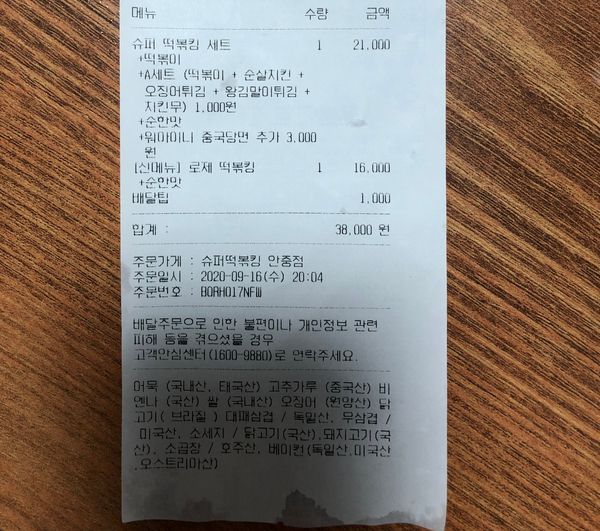 메뉴 수량 금액
슈퍼 떡볶킹 세트 1 21,000
+떡볶이
+A세트 (떡볶이 + 순살치킨 +
오징어튀김 + 왕김말이튀김 +
치킨무) 1,000원
+순한맛
+워마이니 중국당면 추가 3,000
원
[신메뉴] 로제 떡볶킹 1 16,000
+순한맛
배달팁 1,000
합계 : 38,000 원
주문가게 : 슈퍼떡볶킹 안중점
주문일시 : 2020-09-16(수) 20:04
주문번호 : B0RH017NFW
배달주문으로 인한 불편이나 개인정보 관련
피해 등을 겪으셨을 경우
고객안심센터(1600-9880)로 연락주세요.
어묵 (국내산, 태국산) 고추가루 (중국산) 비
엔나 (국산) 쌀 (국내산) 오징어 (원양산) 닭
고기( 브라질 ) 대패삼겹 / 독일산, 우삼겹 /
미국산, 소세지 / 닭고기(국산),돼지고기(국
산), 소곱창 / 호주산, 베이컨(독일산,미국산
,오스트리아산)